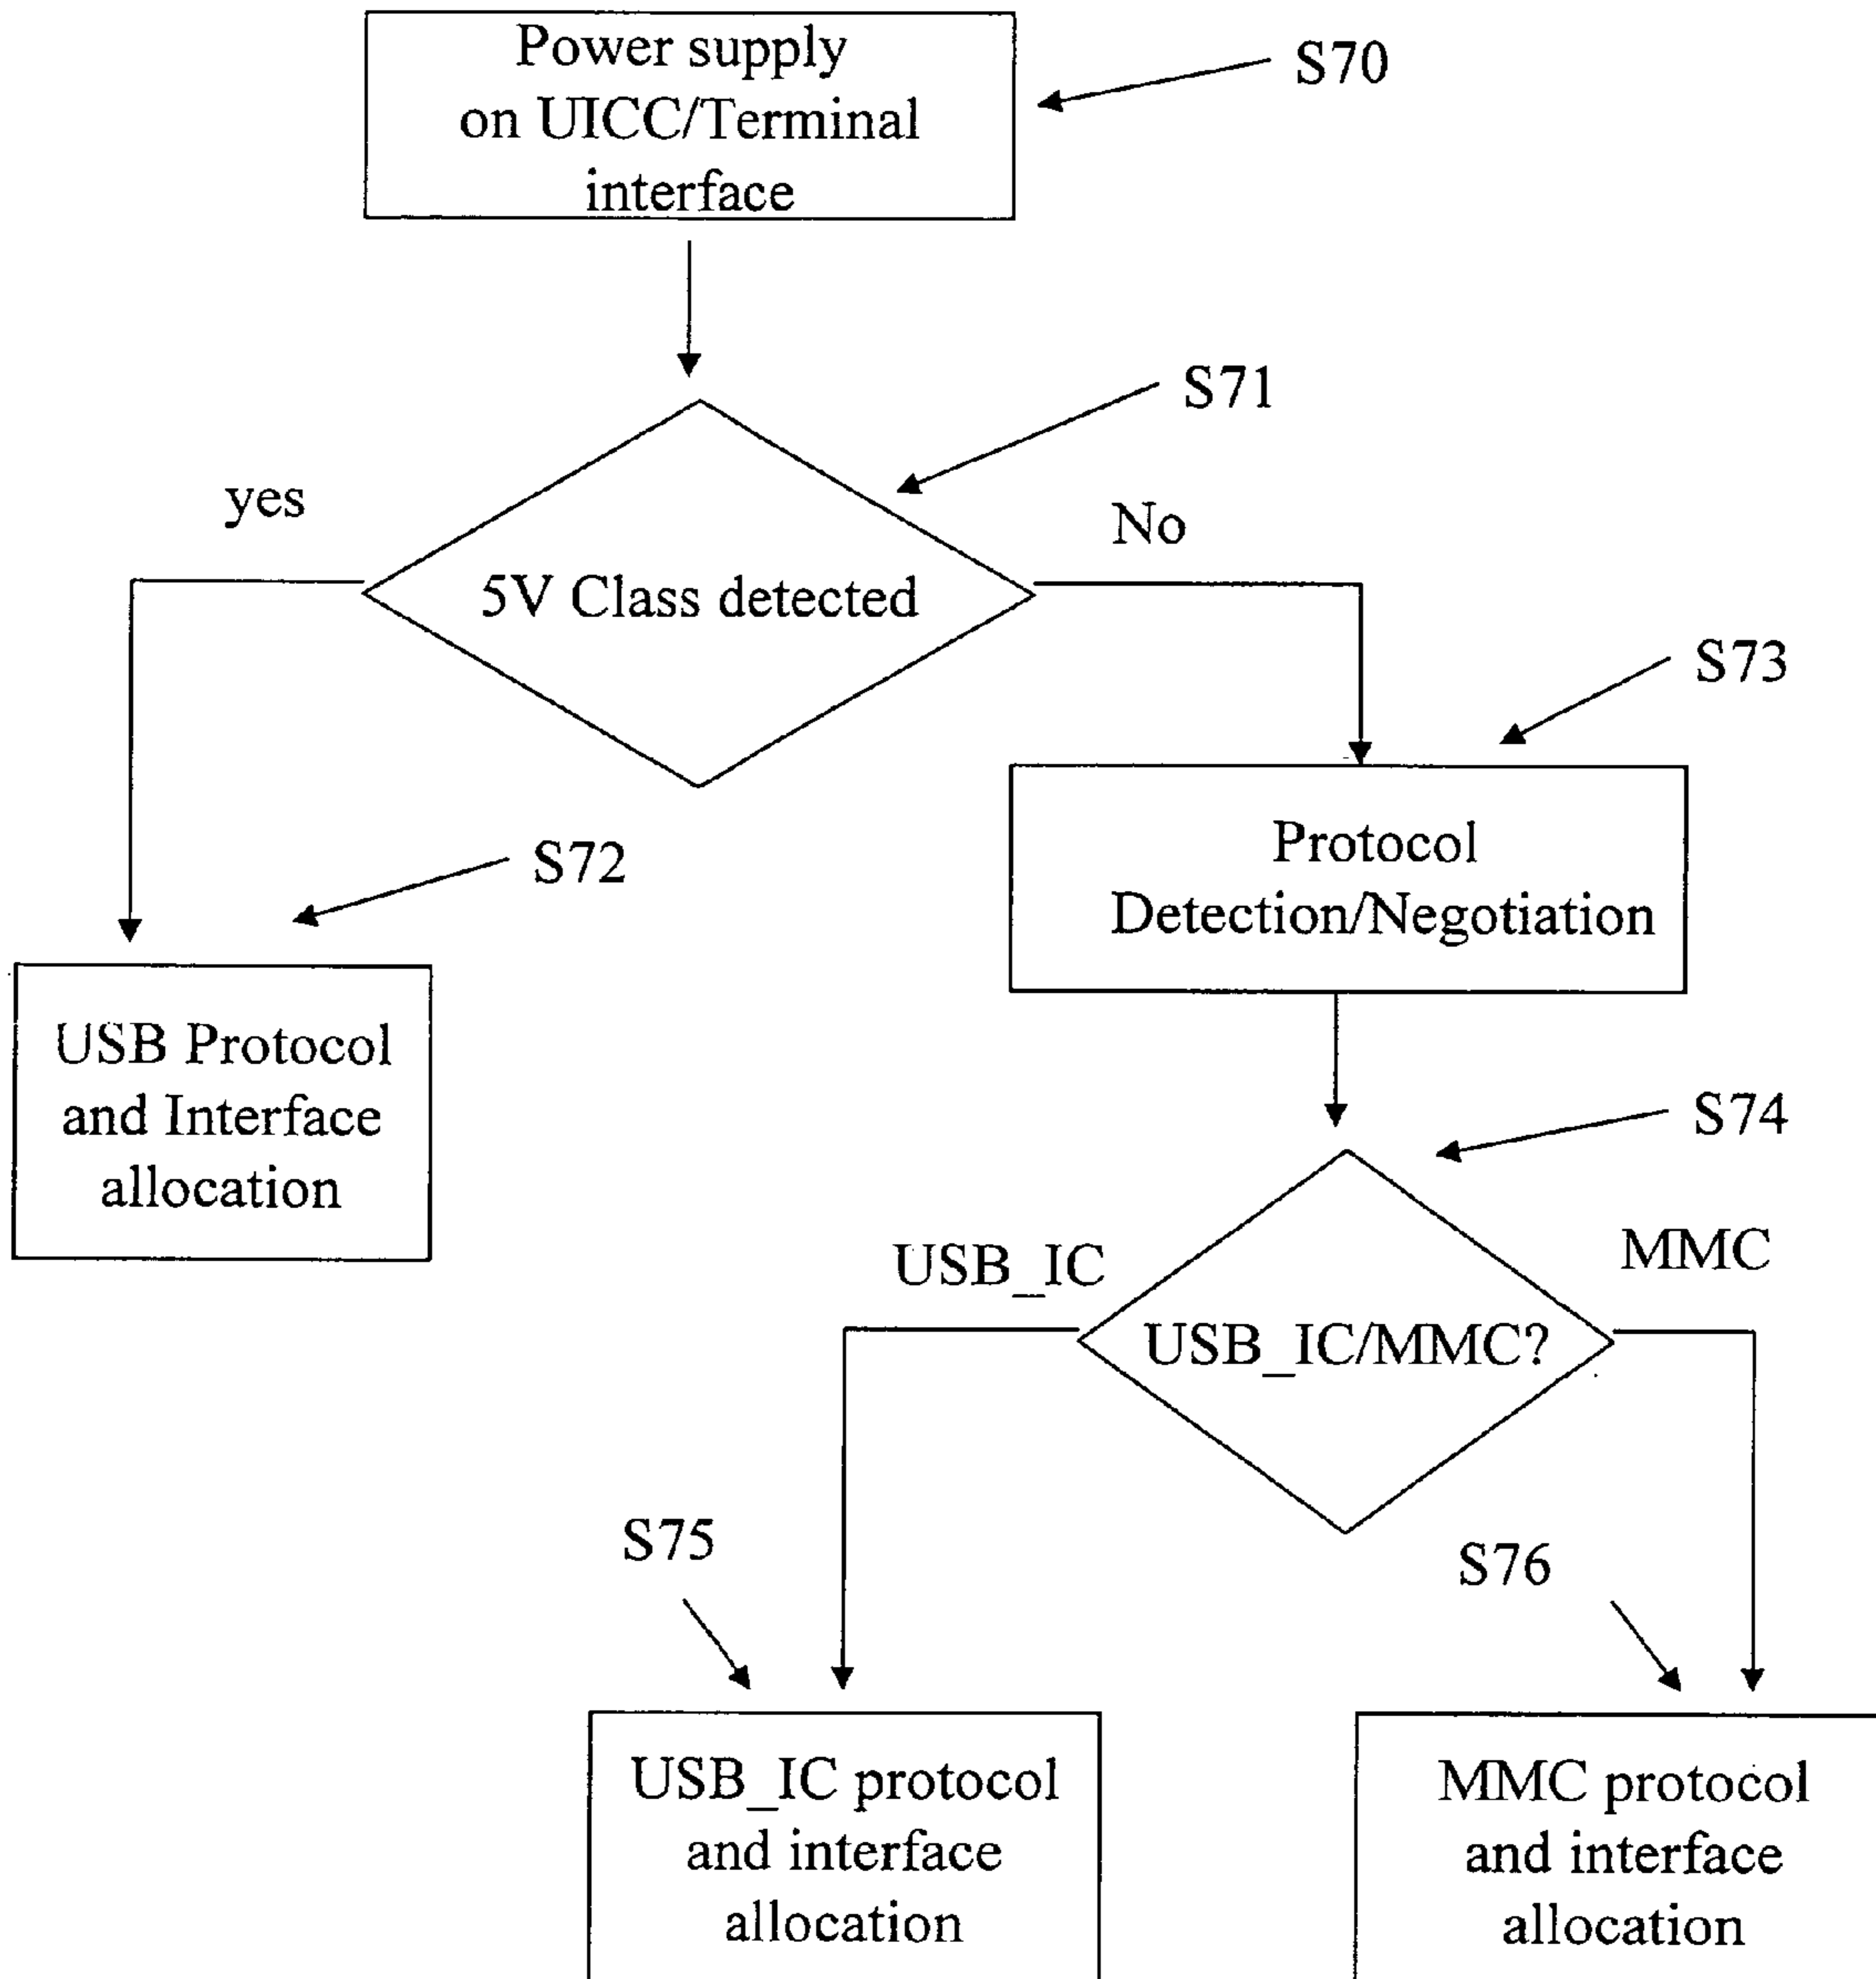 Power supply
on UICC/Terminal
interface
S70
S71
yes
No
5V Class detected
S73
Protocol
Detection/Negotiation
S72
USB Protocol
and Interface
allocation
S74
USB_IC
MMC
USB_IC/MMC?
S75
S76
USB_IC protocol
and interface
allocation
MMC protocol
and interface
allocation